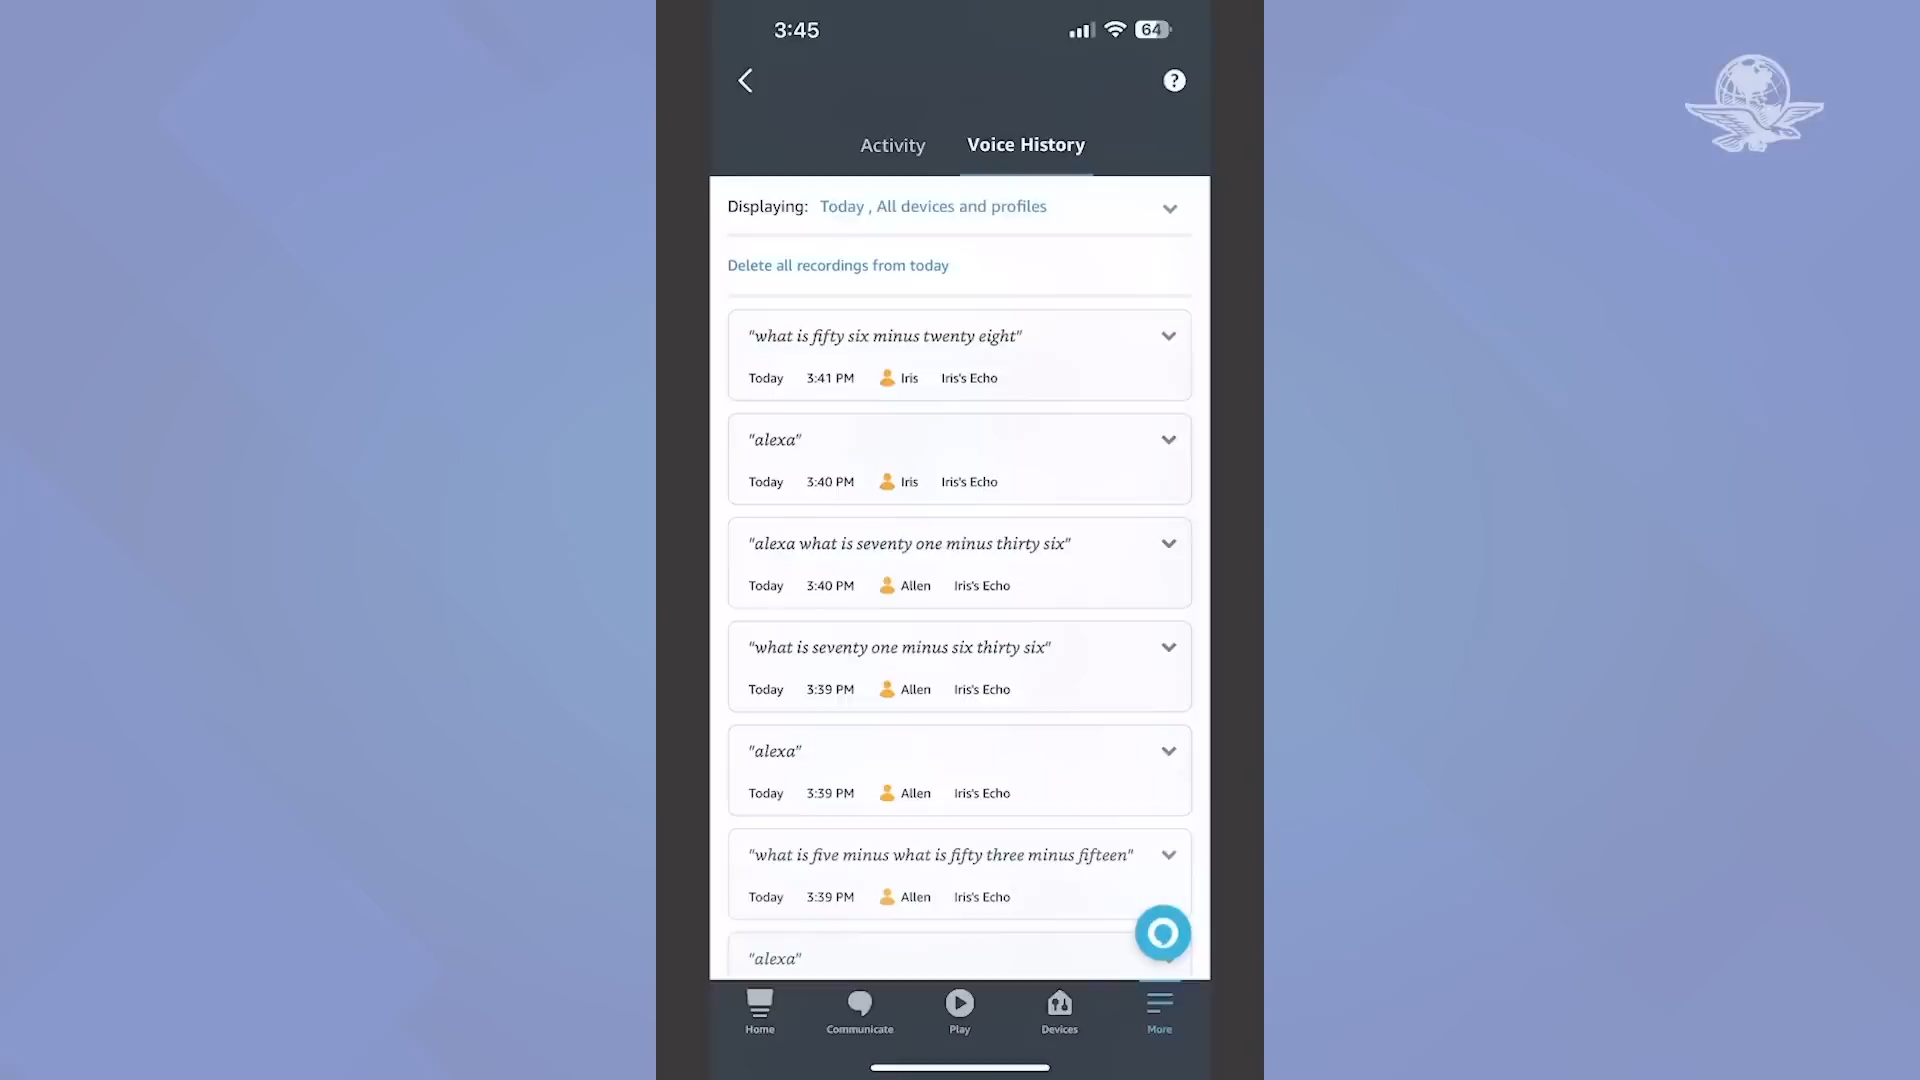 3:45
64
?
Activity Voice History
Displaying: Today , All devices and profiles
Delete all recordings from today
"what is fifty six minus twenty eight"
Today 3:41 PM Iris Iris's Echo
"alexa"
Today 3:40 PM Iris Iris's Echo
"alexa what is seventy one minus thirty six"
Today 3:40 PM Allen Iris's Echo
"what is seventy one minus six thirty six"
Today 3:39 PM Allen Iris's Echo
"alexa"
Today 3:39 PM Allen Iris's Echo
"what is five minus what is fifty three minus fifteen"
Today 3:39 PM Allen Iris's Echo
"alexa"
Home Communicate Play Devices More